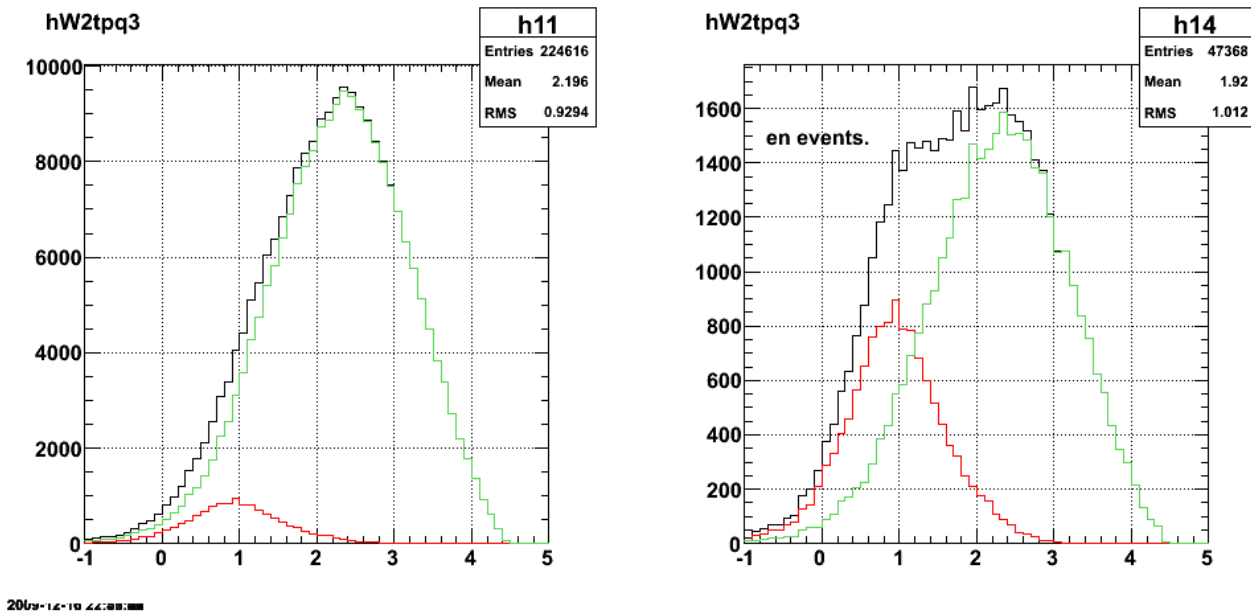 hW2tpq3
h11
Entries 224616
Mean 2.196
RMS 0.9294
10000
8000
6000
4000
2000
0
-1 0 1 2 3 4 5
hW2tpq3
h14
Entries 47368
Mean 1.92
RMS 1.012
en events.
1600
1400
1200
1000
800
600
400
200
0
-1 0 1 2 3 4 5